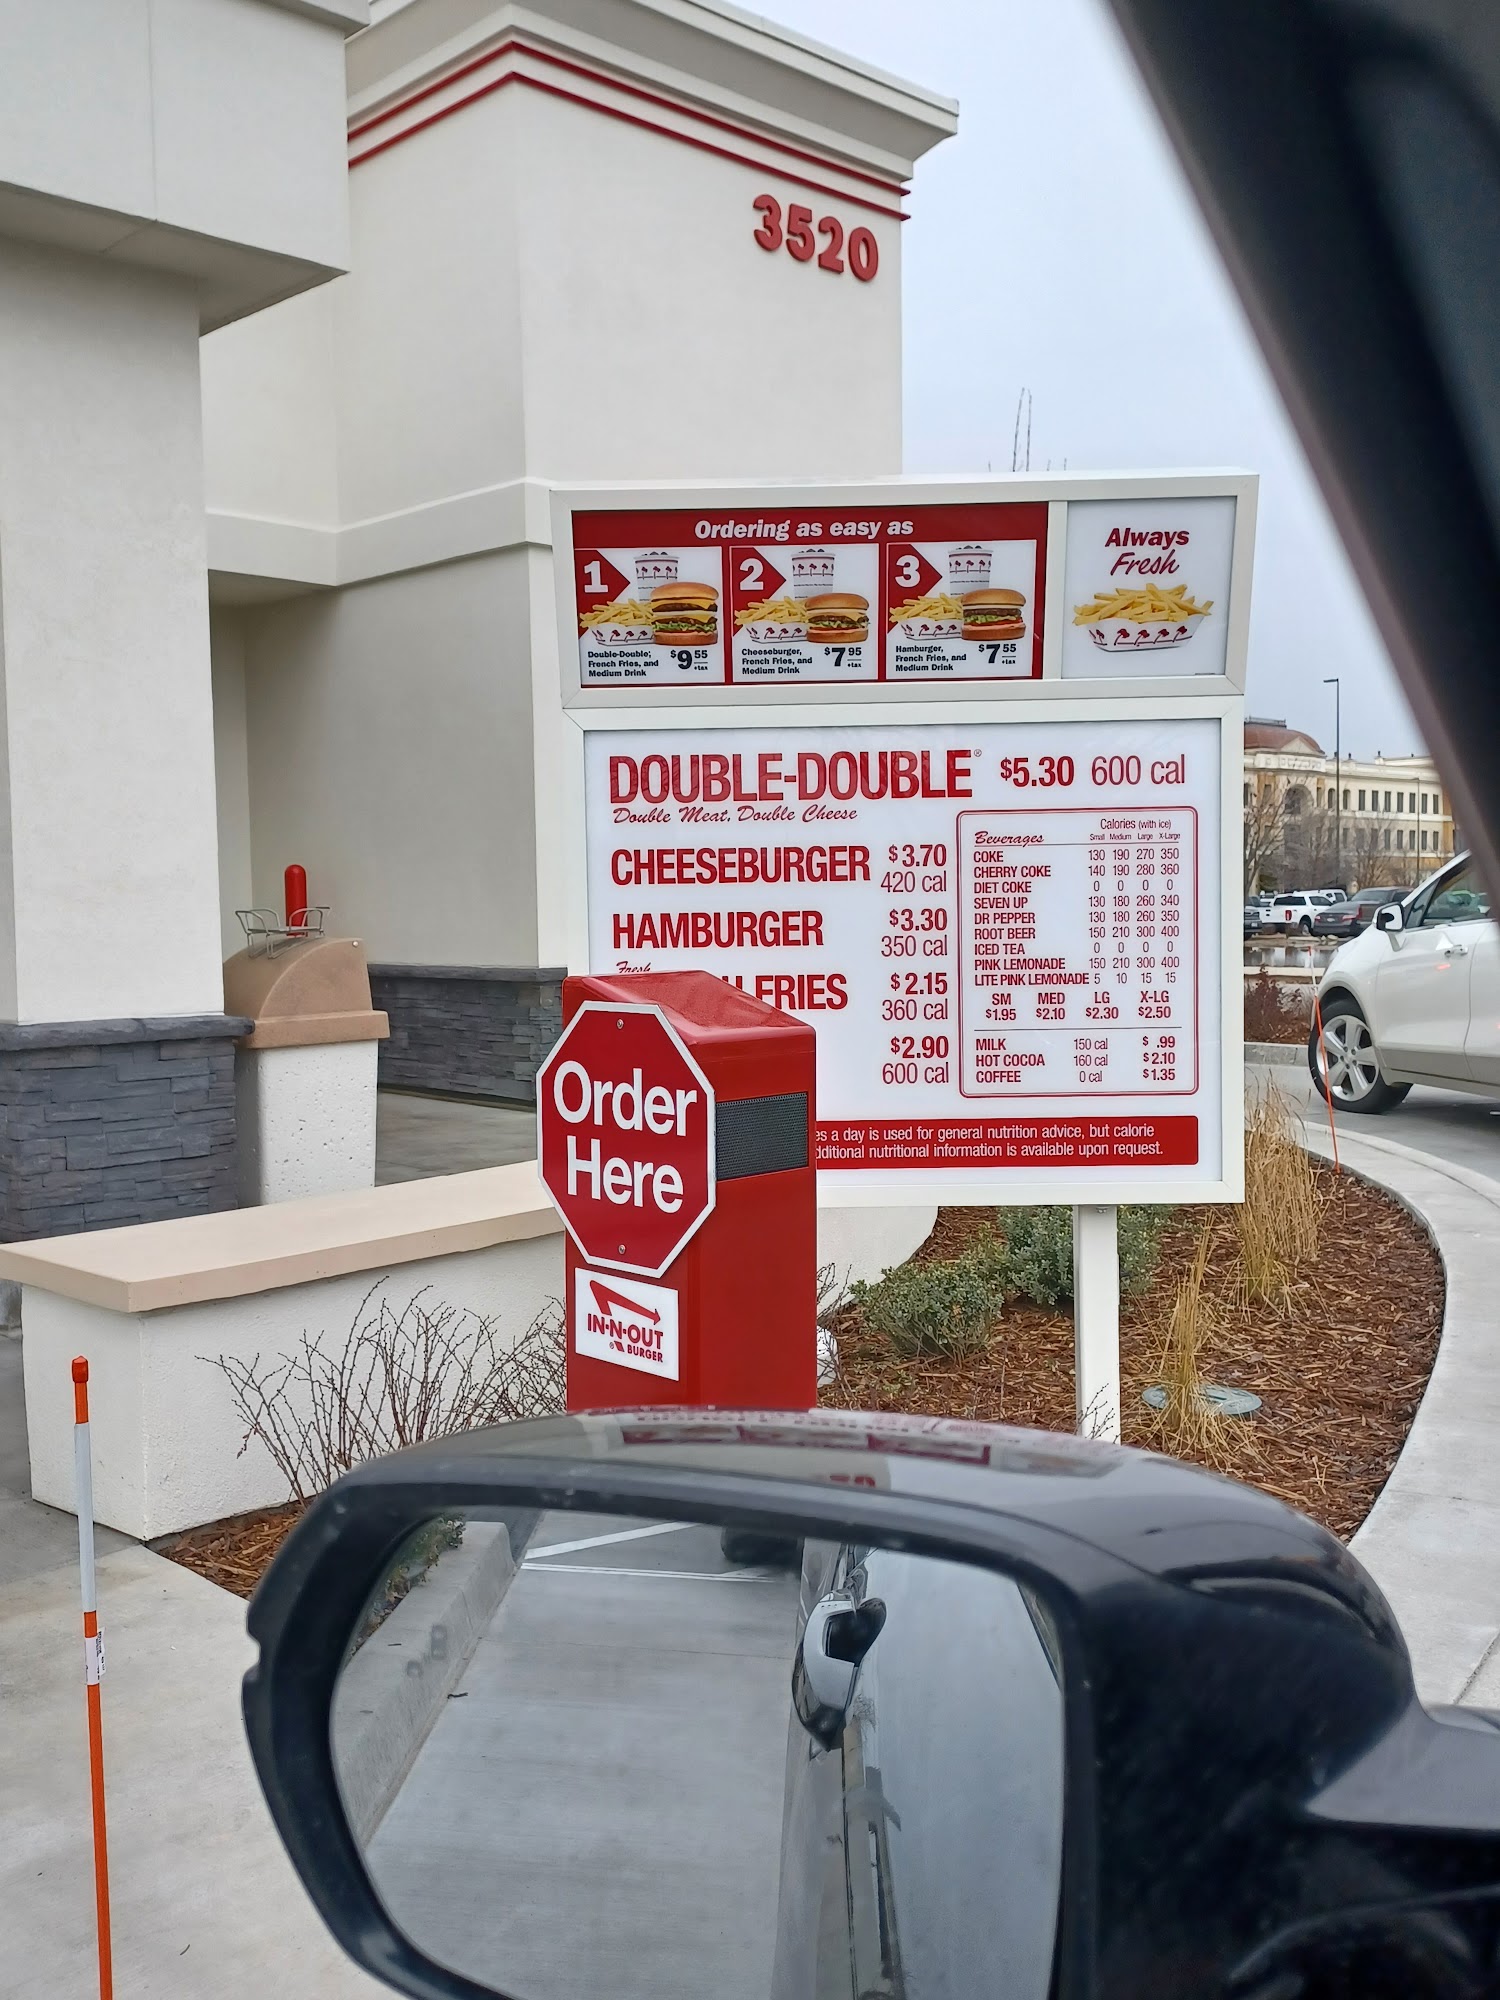 3520
Ordering as easy as
1
Double-Double,
French Fries, and
Medium Drink
$9 55
+tax
2
Cheeseburger,
French Fries, and
Medium Drink
$7 95
+tax
3
Hamburger,
French Fries, and
Medium Drink
$7 55
+tax
Always
Fresh
DOUBLE-DOUBLE® $5.30 600 cal
Double Meat, Double Cheese
CHEESEBURGER $3.70
420 cal
HAMBURGER $3.30
350 cal
Fresh
FRIES $2.15
360 cal
$2.90
600 cal
Calories (with ice)
Beverages Small Medium Large X-Large
COKE 130 190 270 350
CHERRY COKE 140 190 280 360
DIET COKE 0 0 0 0
SEVEN UP 130 180 260 340
DR PEPPER 130 180 260 350
ROOT BEER 150 210 300 400
ICED TEA 0 0 0 0
PINK LEMONADE 150 210 300 400
LITE PINK LEMONADE 5 10 15 15
SM MED LG X-LG
$1.95 $2.10 $2.30 $2.50
MILK 150 cal $ .99
HOT COCOA 160 cal $2.10
COFFEE 0 cal $1.35
es a day is used for general nutrition advice, but calorie
dditional nutritional information is available upon request.
Order
Here
IN-N-OUT
BURGER